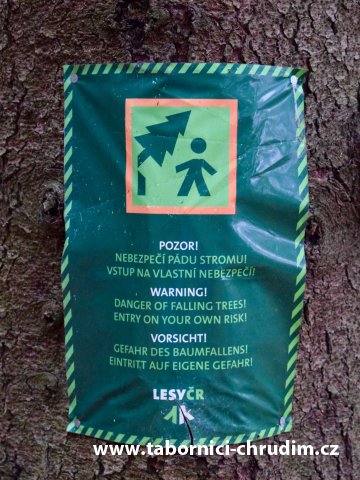 POZOR!
NEBEZPEČÍ PÁDU STROMU!
VSTUP NA VLASTNÍ NEBEZPEČÍ!
WARNING!
DANGER OF FALLING TREES!
ENTRY ON YOUR OWN RISK!
VORSICHT!
GEFAHR DES BAUMFALLENS!
EINTRITT AUF EIGENE GEFAHR!
LESYČR
www.tabornici-chrudim.cz